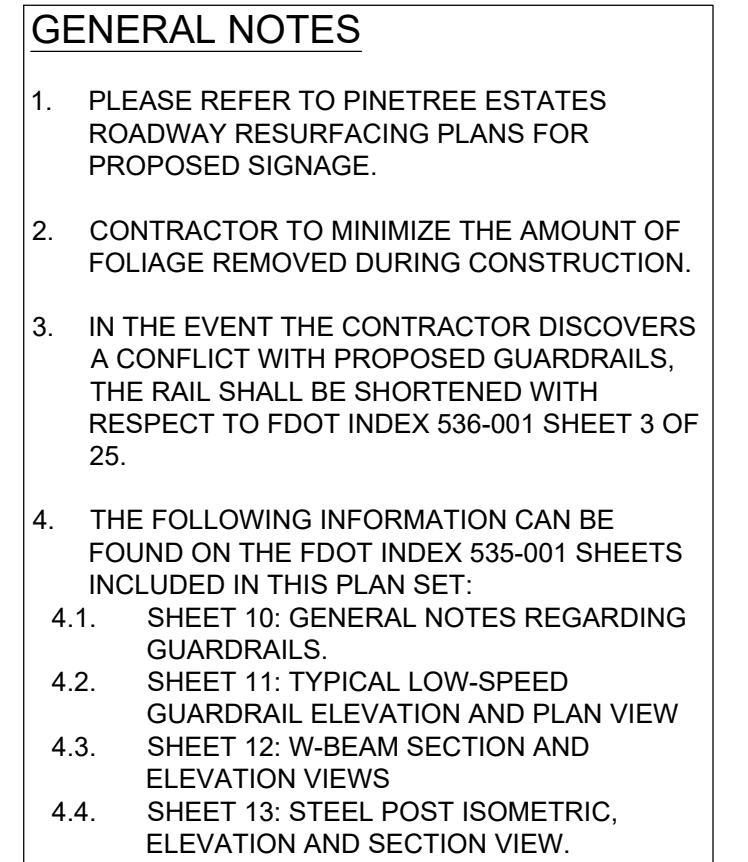 GENERAL NOTES
1. PLEASE REFER TO PINETREE ESTATES
ROADWAY RESURFACING PLANS FOR
PROPOSED SIGNAGE.
2. CONTRACTOR TO MINIMIZE THE AMOUNT OF
FOLIAGE REMOVED DURING CONSTRUCTION.
3. IN THE EVENT THE CONTRACTOR DISCOVERS
A CONFLICT WITH PROPOSED GUARDRAILS,
THE RAIL SHALL BE SHORTENED WITH
RESPECT TO FDOT INDEX 536-001 SHEET 3 OF
25.
4. THE FOLLOWING INFORMATION CAN BE
FOUND ON THE FDOT INDEX 535-001 SHEETS
INCLUDED IN THIS PLAN SET:
4.1. SHEET 10: GENERAL NOTES REGARDING
GUARDRAILS.
4.2. SHEET 11: TYPICAL LOW-SPEED
GUARDRAIL ELEVATION AND PLAN VIEW
4.3. SHEET 12: W-BEAM SECTION AND
ELEVATION VIEWS
4.4. SHEET 13: STEEL POST ISOMETRIC,
ELEVATION AND SECTION VIEW.